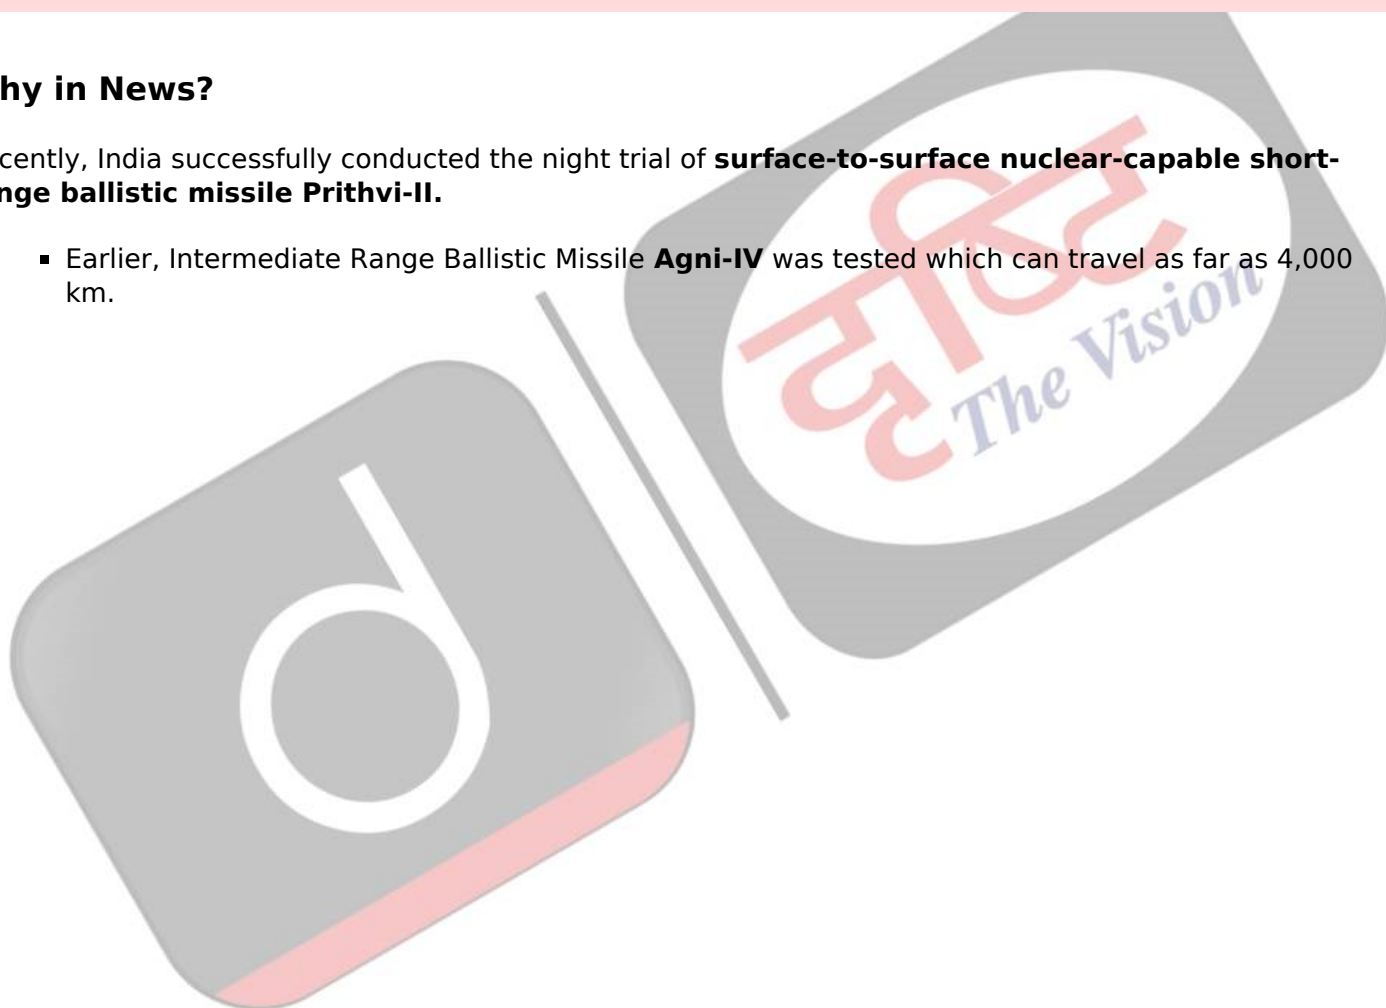 hy in News?
cently, India successfully conducted the night trial of surface-to-surface nuclear-capable short-
nge ballistic missile Prithvi-II.
▪ Earlier, Intermediate Range Ballistic Missile Agni-IV was tested which can travel as far as 4,000
km.
दृष्टि
The Vision
d